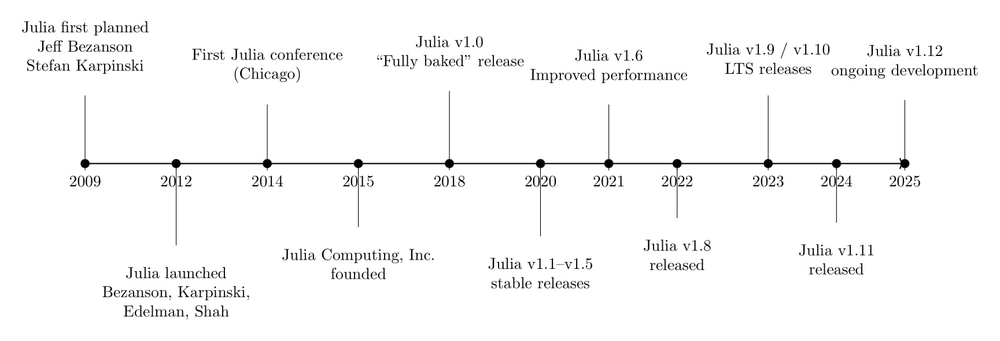 Julia first planned
Jeff Bezanson
Stefan Karpinski
First Julia conference
(Chicago)
Julia v1.0
“Fully baked” release
Julia v1.6
Improved performance
Julia v1.9 / v1.10
LTS releases
Julia v1.12
ongoing development
2009
2012
2014
2015
2018
2020
2021
2022
2023
2024
2025
Julia launched
Bezanson, Karpinski,
Edelman, Shah
Julia Computing, Inc.
founded
Julia v1.1–v1.5
stable releases
Julia v1.8
released
Julia v1.11
released